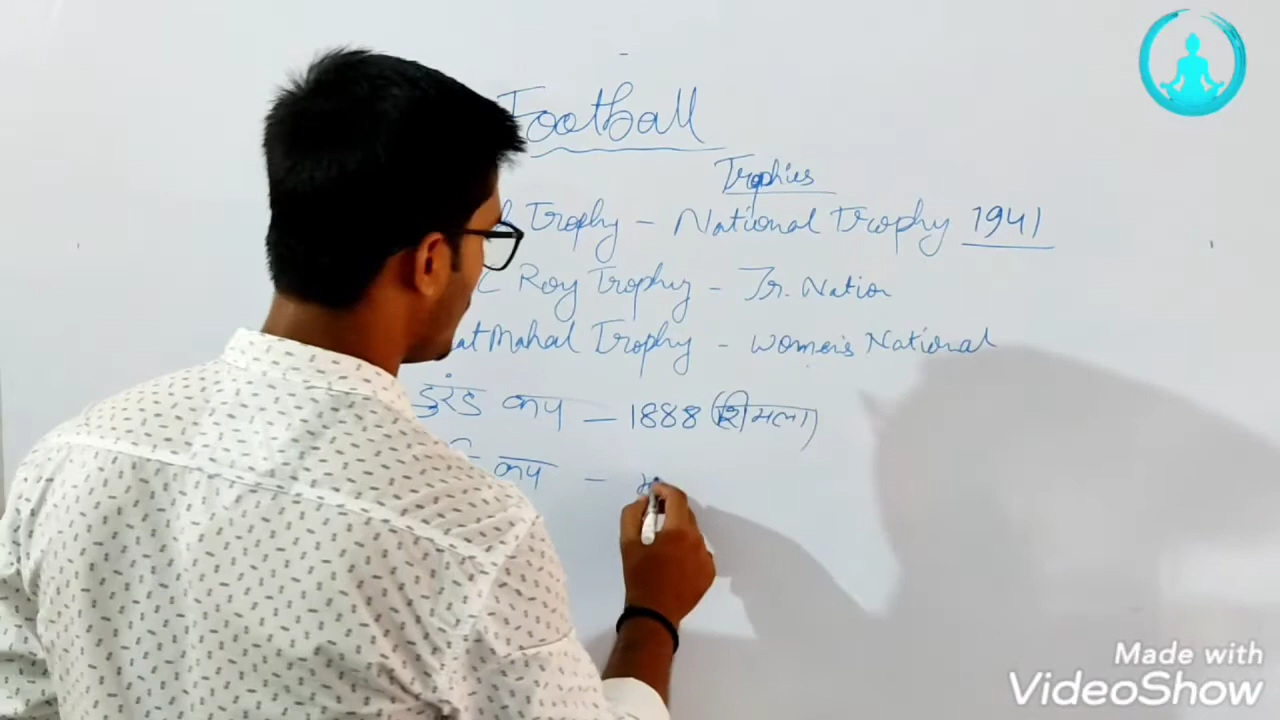 Football
Trophies
Trophy - National Trophy 1941
Roy Trophy - Jr. Nation
Mahal Trophy - Women's National
डुरंड कप - 1888 (शिमला)
कप -
Made with
VideoShow